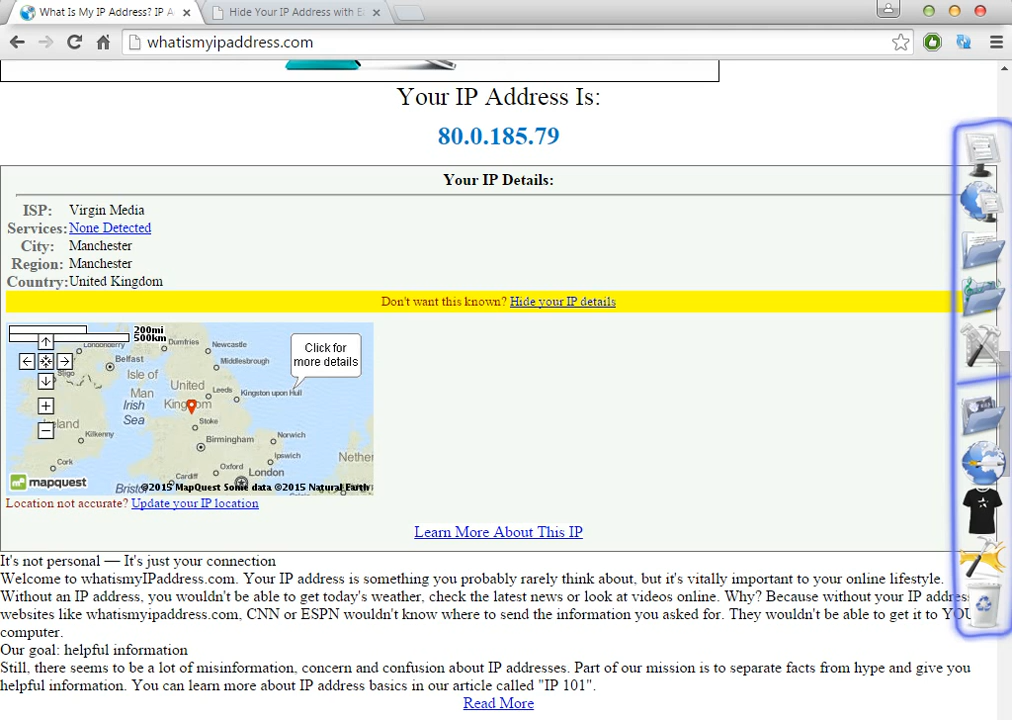 What Is My IP Address? IP A
Hide Your IP Address with E
whatismyipaddress.com
Your IP Address Is:
80.0.185.79
Your IP Details:
ISP: Virgin Media
Services: None Detected
City: Manchester
Region: Manchester
Country: United Kingdom
Don't want this known? Hide your IP details
200mi
500km
Londonderry
Dumfries
Newcastle
Belfast
Middlesbrough
Sligo
Isle of
Man
United
Kingdom
Leeds
Kingston upon Hull
Irish
Sea
Stoke
Ireland
Kilkenny
Birmingham
Norwich
Ipswich
Nether
Cork
Cardiff
Oxford
London
Bristo
Click for
more details
mapquest
©2015 MapQuest Some data ©2015 Natural Earth
Location not accurate? Update your IP location
Learn More About This IP
It's not personal — It's just your connection
Welcome to whatismyIPaddress.com. Your IP address is something you probably rarely think about, but it's vitally important to your online lifestyle.
Without an IP address, you wouldn't be able to get today's weather, check the latest news or look at videos online. Why? Because without your IP address
websites like whatismyipaddress.com, CNN or ESPN wouldn't know where to send the information you asked for. They wouldn't be able to get it to YOU
computer.
Our goal: helpful information
Still, there seems to be a lot of misinformation, concern and confusion about IP addresses. Part of our mission is to separate facts from hype and give you
helpful information. You can learn more about IP address basics in our article called "IP 101".
Read More